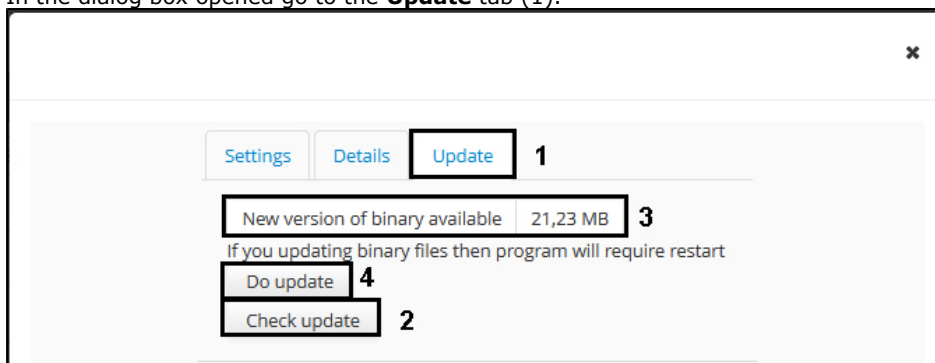 In the dialog box opened go to the Update tab (1).
×
Settings Details Update 1
New version of binary available 21,23 MB 3
If you updating binary files then program will require restart
Do update 4
Check update 2